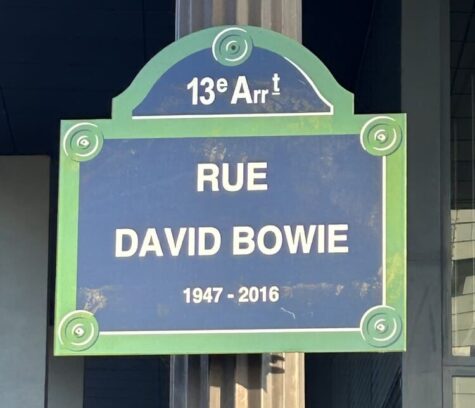 13e Arrt
RUE
DAVID BOWIE
1947 - 2016